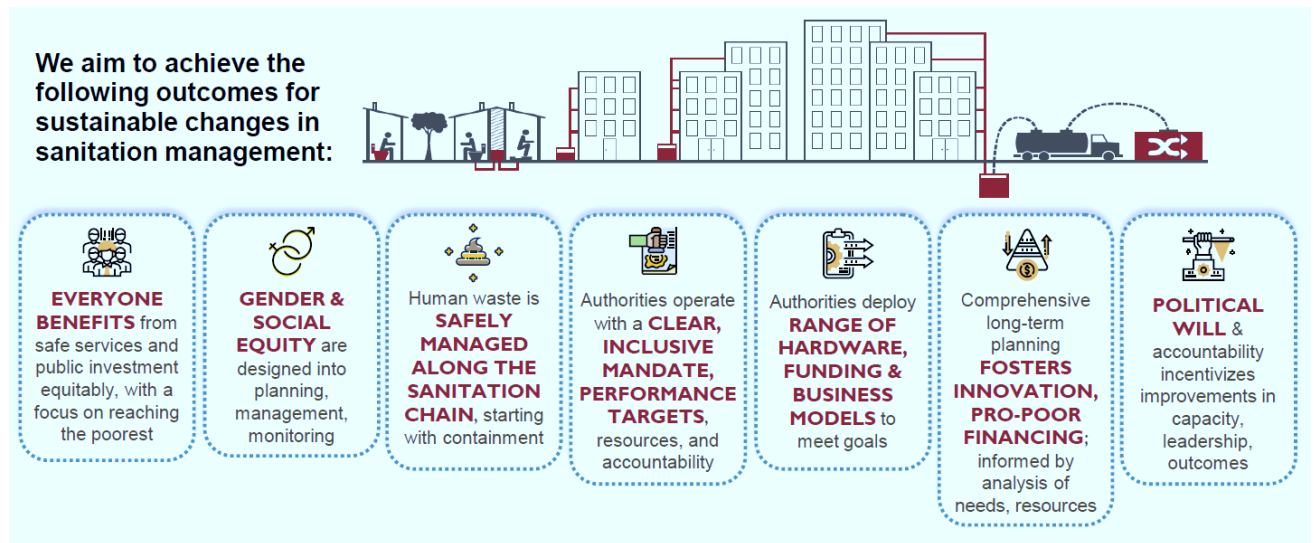 We aim to achieve the
following outcomes for
sustainable changes in
sanitation management:
EVERYONE
BENEFITS from
safe services and
public investment
equitably, with a
focus on reaching
the poorest
GENDER &
SOCIAL
EQUITY are
designed into
planning,
management,
monitoring
Human waste is
SAFELY
MANAGED
ALONG THE
SANITATION
CHAIN, starting
with containment
Authorities operate
with a CLEAR,
INCLUSIVE
MANDATE,
PERFORMANCE
TARGETS,
resources, and
accountability
Authorities deploy
RANGE OF
HARDWARE,
FUNDING &
BUSINESS
MODELS to
meet goals
Comprehensive
long-term
planning
FOSTERS
INNOVATION,
PRO-POOR
FINANCING;
informed by
analysis of
needs, resources
POLITICAL
WILL &
accountability
incentivizes
improvements in
capacity,
leadership,
outcomes